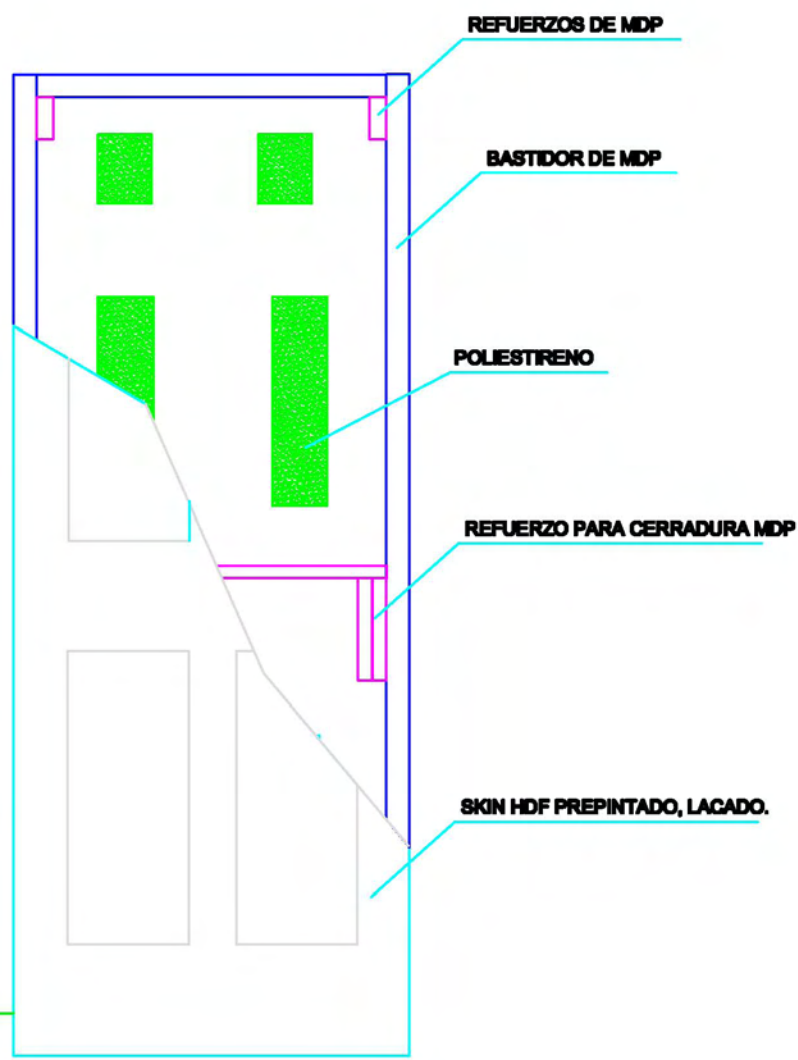 REFUERZOS DE MDP
BASTIDOR DE MDP
POLIESTIRENO
REFUERZO PARA CERRADURA MDP
SKIN HDF PREPINTADO, LACADO.